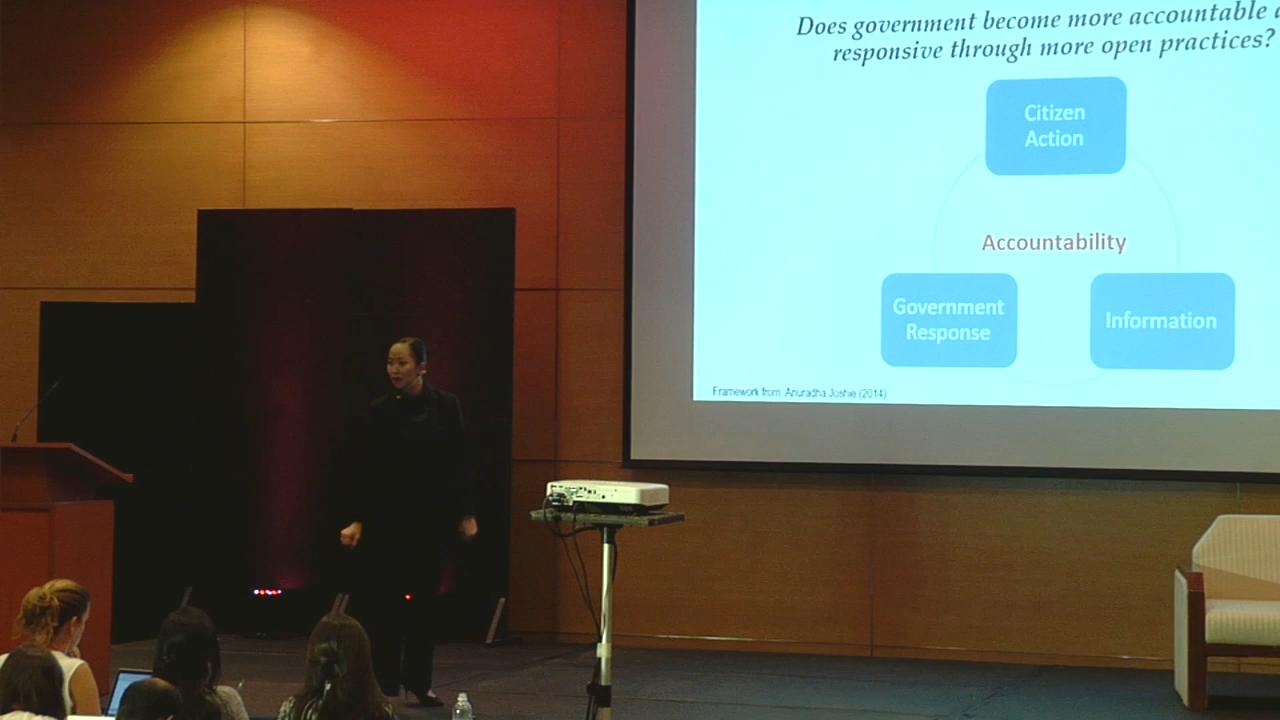 Does government become more accountable
responsive through more open practices?
Citizen
Action
Accountability
Government
Response
Information
Framework from: Anuradha Joshie (2014)